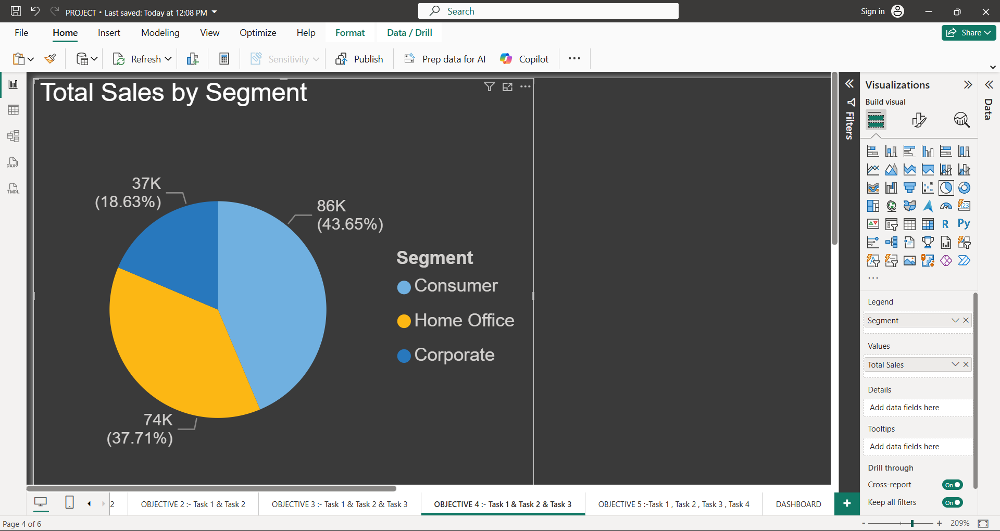 PROJECT • Last saved: Today at 12:08 PM
Search
Sign in
File Home Insert Modeling View Optimize Help Format Data / Drill
Share
Refresh
Sensitivity
Publish
Prep data for AI
Copilot
Total Sales by Segment
37K
(18.63%)
86K
(43.65%)
74K
(37.71%)
Segment
Consumer
Home Office
Corporate
DAX
TMDL
Filters
Visualizations
Build visual
Data
123
R
Py
Legend
Segment
Values
Total Sales
Details
Add data fields here
Tooltips
Add data fields here
Drill through
Cross-report
On
Keep all filters
On
2
OBJECTIVE 2 :- Task 1 & Task 2
OBJECTIVE 3 :- Task 1 & Task 2 & Task 3
OBJECTIVE 4 :- Task 1 & Task 2 & Task 3
OBJECTIVE 5 :-Task 1 , Task 2 , Task 3 , Task 4
DASHBOARD
Page 4 of 6
- + 209%